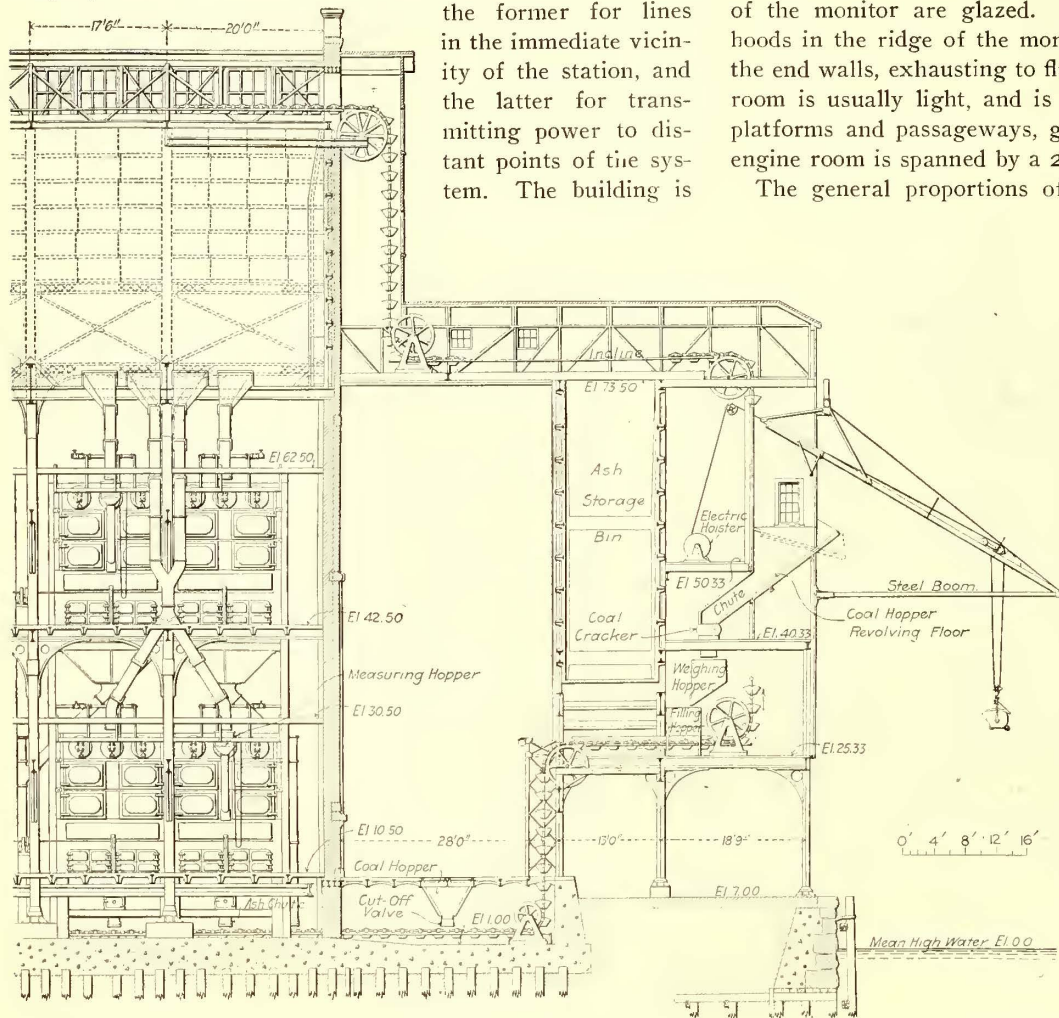 the former for lines
in the immediate vicin-
ity of the station, and
the latter for trans-
mitting power to dis-
tant points of the sys-
tem. The building is
of the monitor are glazed.
hoods in the ridge of the mon
the end walls, exhausting to fl
room is usually light, and is
platforms and passageways, g
engine room is spanned by a 2
The general proportions of
17'6"
20'0"
Incline
El 73 50
El. 62 50
Ash
Storage
Bin
Electric
Hoister
El 50 33
Chute
Steel Boom.
Coal Hopper
Revolving Floor
El 42.50
Coal
Cracker
El. 40.33
Measuring Hopper
Weighing
Hopper
Filling
Hopper
El 30.50
El. 25.33
El 10 50
28'0"
13'0"
18'9"
0' 4' 8' 12' 16'
Coal Hopper
El 7.00
Ash Chute
Cut-Off
Valve
El 1.00
Mean High Water El 0 0